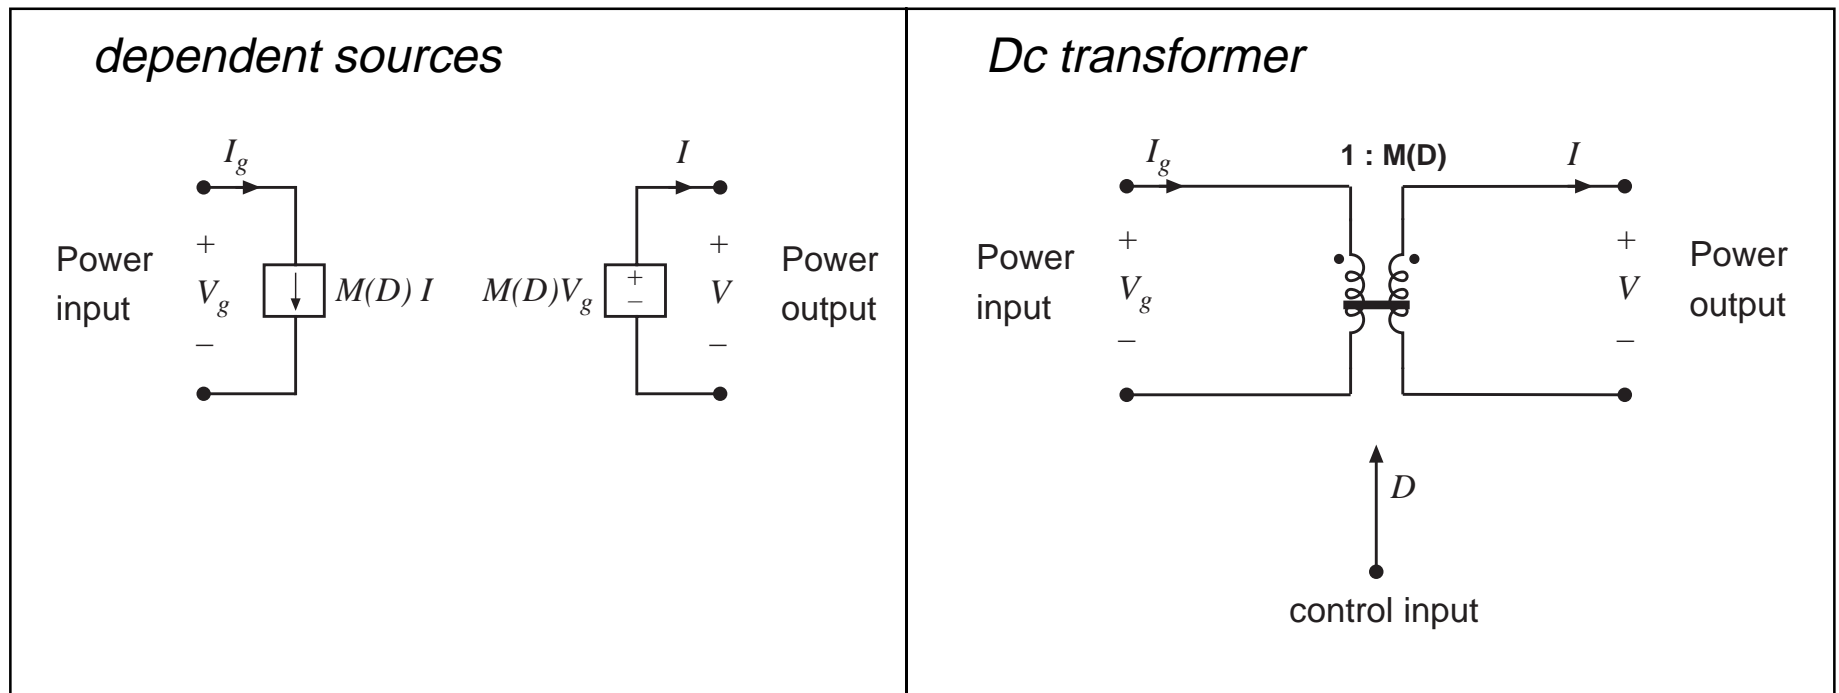 dependent sources
I_g
I
Power
input
+
V_g
–
M(D) I
M(D)V_g
+
–
+
V
–
Power
output
Dc transformer
I_g
1 : M(D)
I
Power
input
+
V_g
–
+
V
–
Power
output
D
control input